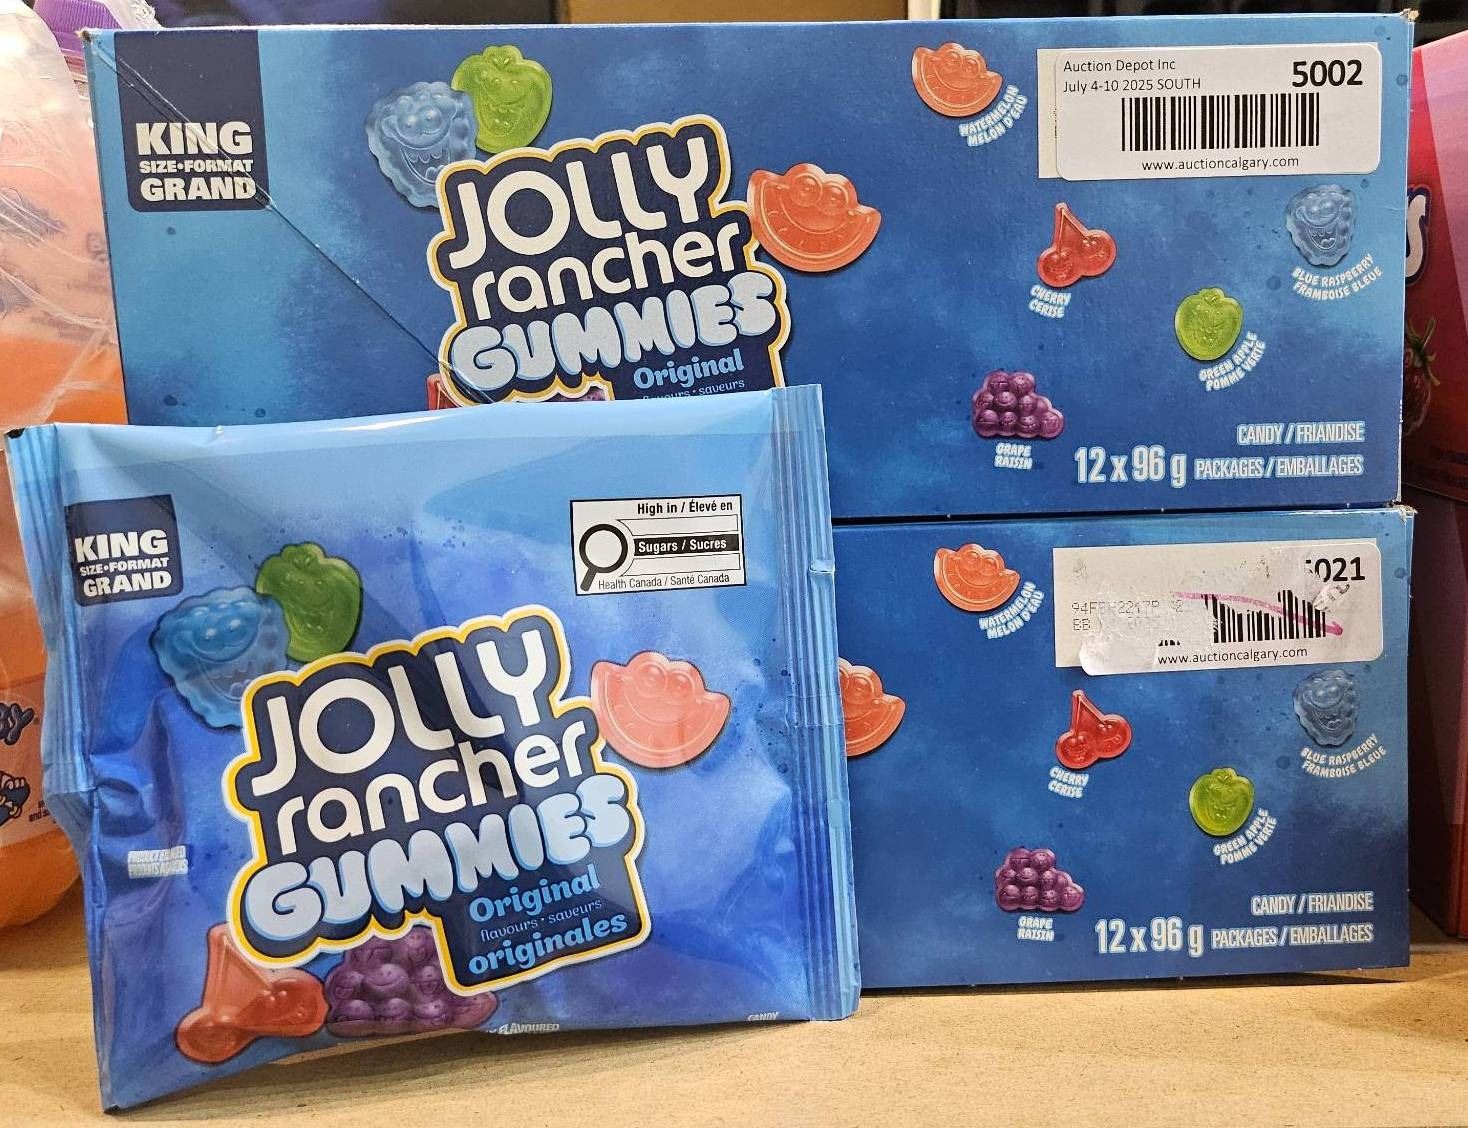 KING
SIZE•FORMAT
GRAND
JOLLY
rancher
GUMMIES
Original
flavours • saveurs
WATERMELON
MELON D'EAU
Auction Depot Inc
July 4-10 2025 SOUTH
5002
www.auctioncalgary.com
CHERRY
CERISE
BLUE RASPBERRY
FRAMBOISE BLEUE
GREEN APPLE
POMME VERTE
GRAPE
RAISIN
CANDY / FRIANDISE
12 x 96 g PACKAGES / EMBALLAGES
KING
SIZE•FORMAT
GRAND
High in / Élevé en
Sugars / Sucres
Health Canada / Santé Canada
JOLLY
rancher
GUMMIES
Original
flavours • saveurs
originales
FLAVOURED
CANDY
WATERMELON
MELON D'EAU
5021
BB
www.auctioncalgary.com
CHERRY
CERISE
BLUE RASPBERRY
FRAMBOISE BLEUE
GREEN APPLE
POMME VERTE
GRAPE
RAISIN
CANDY / FRIANDISE
12 x 96 g PACKAGES / EMBALLAGES